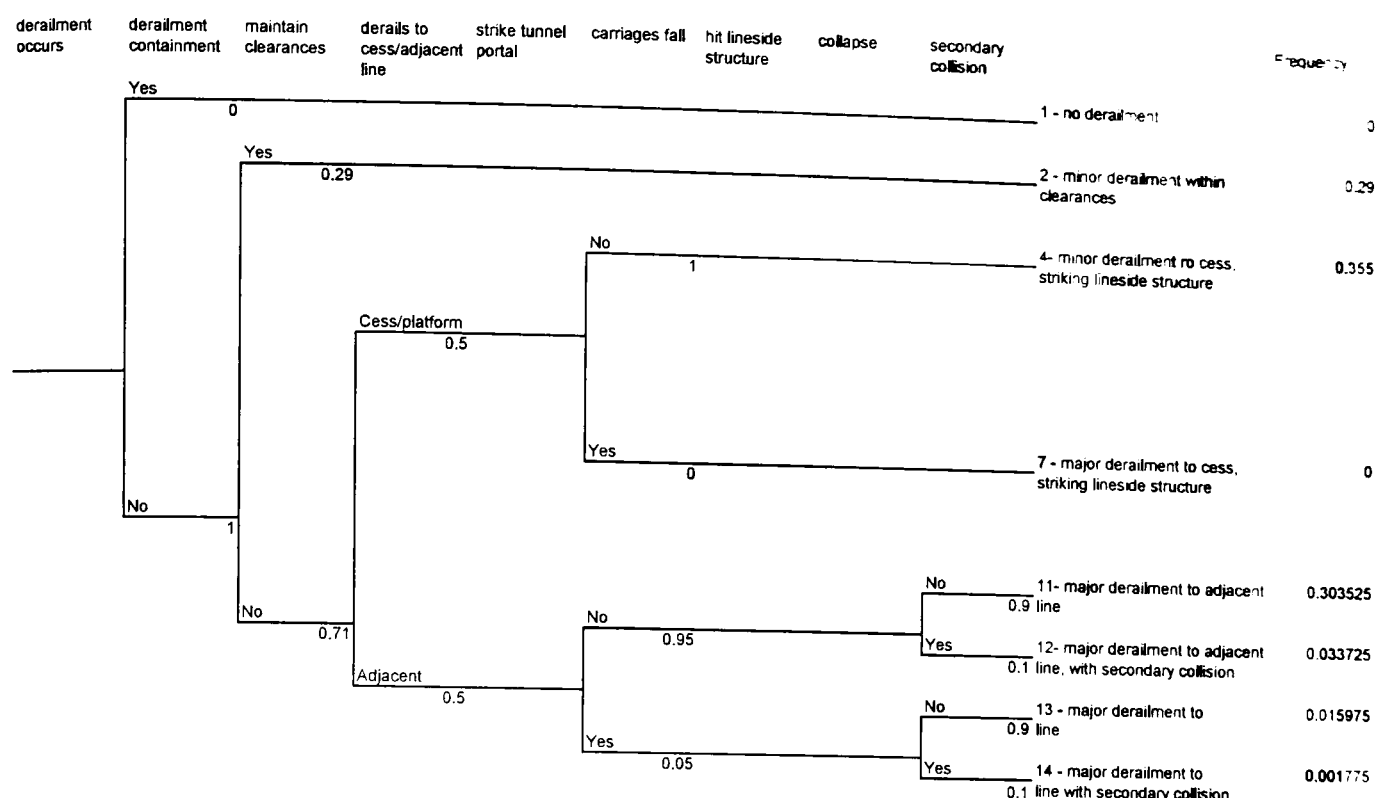 derailment occurs
derailment containment
maintain clearances
derails to cess/adjacent line
strike tunnel portal
carriages fall
hit lineside structure
collapse
secondary collision
Frequency
Yes
0
1 - no derailment
0
Yes
0.29
2 - minor derailment within
clearances
0.29
No
1
4- minor derailment ro cess,
striking lineside structure
0.355
Cess/platform
0.5
Yes
0
7 - major derailment to cess,
striking lineside structure
0
No
1
No
0.71
Adjacent
0.5
No
0.95
No
0.9
11- major derailment to adjacent
line
0.303525
Yes
0.1
12- major derailment to adjacent
line, with secondary collision
0.033725
Yes
0.05
No
0.9
13 - major derailment to
line
0.015975
Yes
0.1
14 - major derailment to
line with secondary collision
0.001775